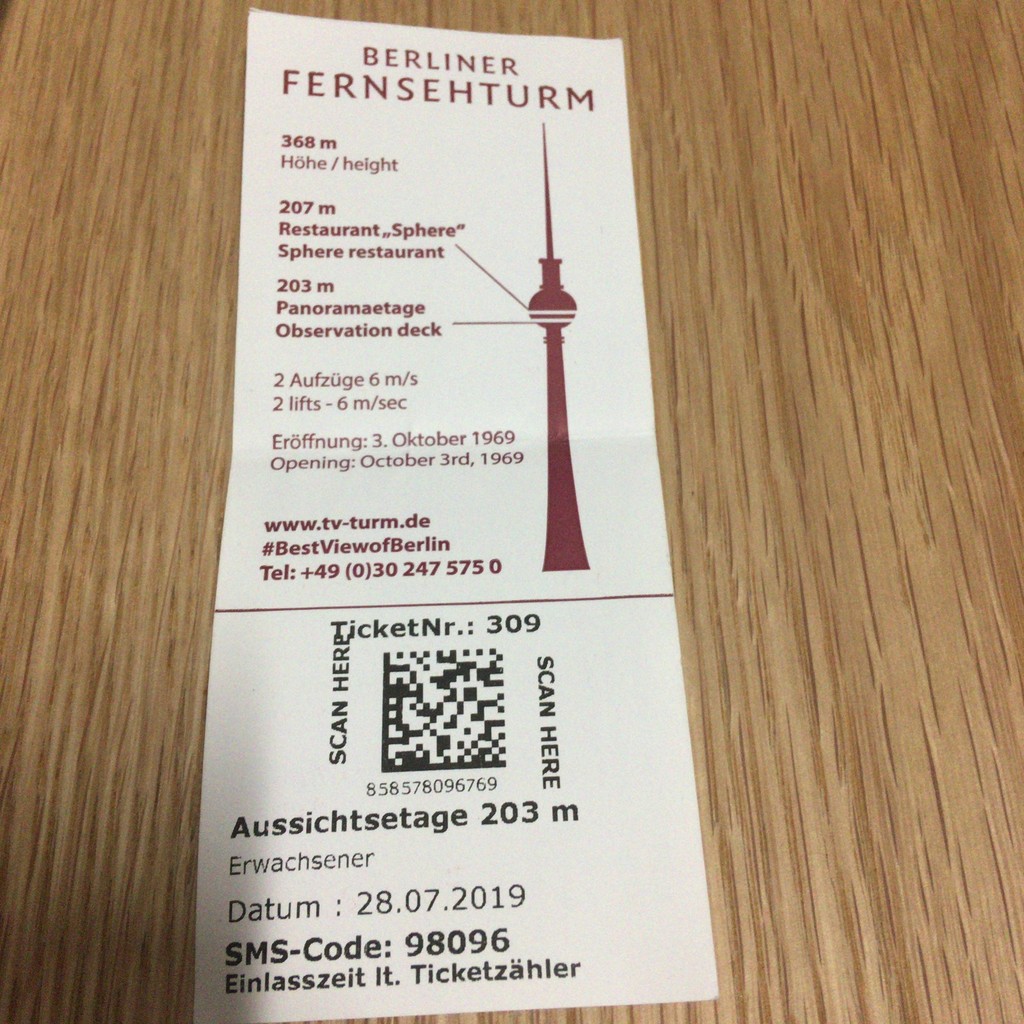 BERLINER
FERNSEHTURM
368 m
Höhe / height
207 m
Restaurant „Sphere“
Sphere restaurant
203 m
Panoramaetage
Observation deck
2 Aufzüge 6 m/s
2 lifts - 6 m/sec
Eröffnung: 3. Oktober 1969
Opening: October 3rd, 1969
www.tv-turm.de
#BestViewofBerlin
Tel: +49 (0)30 247 575 0
TicketNr.: 309
SCAN HERE
SCAN HERE
858578096769
Aussichtsetage 203 m
Erwachsener
Datum : 28.07.2019
SMS-Code: 98096
Einlasszeit lt. Ticketzähler